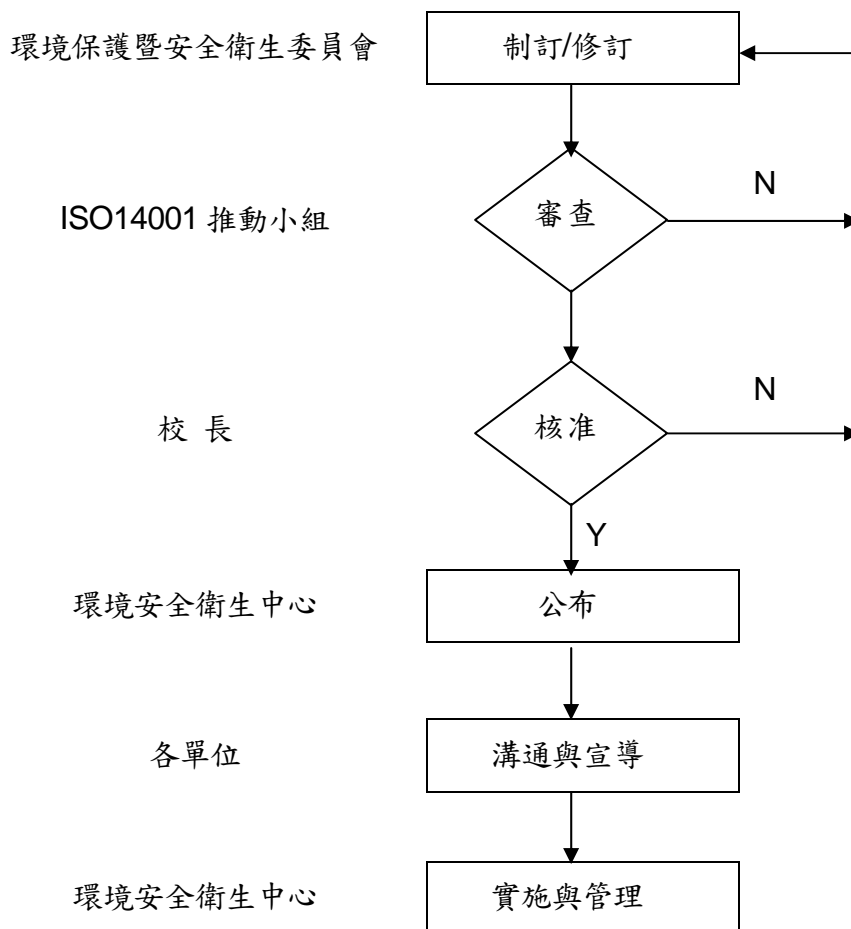 環境保護暨安全衛生委員會 制訂/修訂
N
ISO14001 推動小組 審查
N
校 長 核准
Y
環境安全衛生中心 公布
各單位 溝通與宣導
環境安全衛生中心 實施與管理